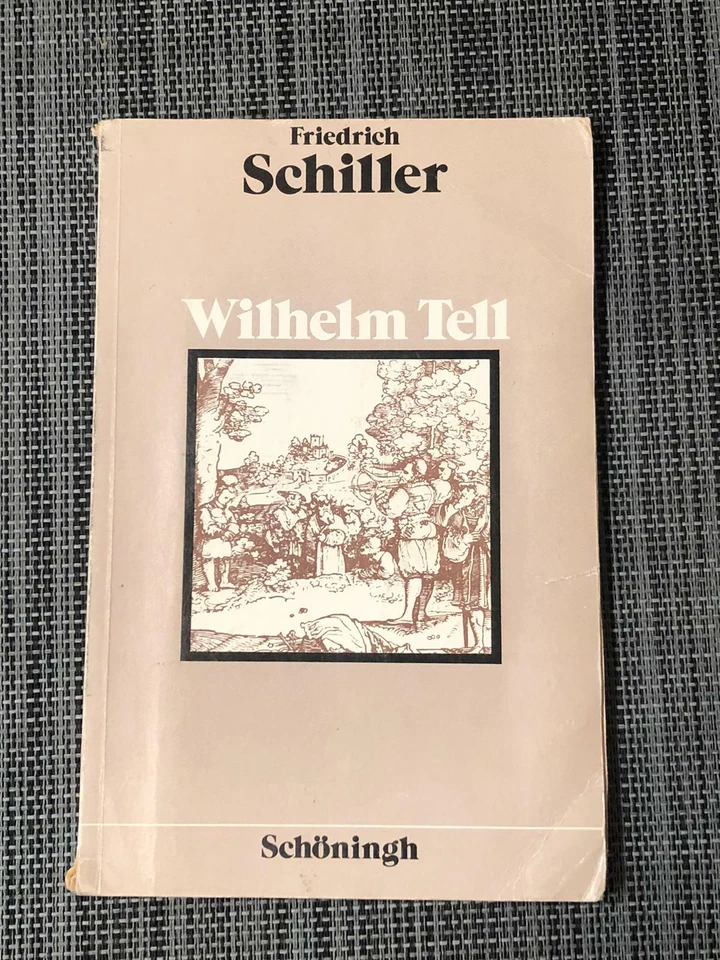 Friedrich
Schiller
Wilhelm Tell
Schöningh